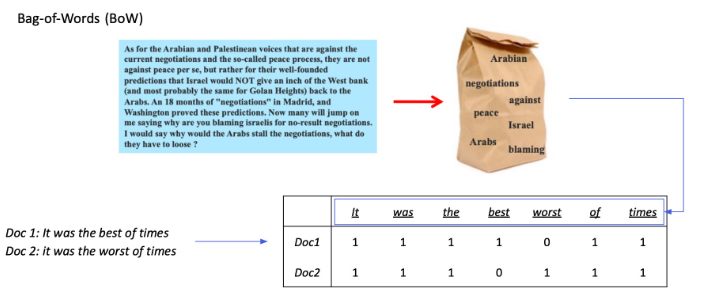 Bag-of-Words (BoW)
As for the Arabian and Palestinean voices that are against the
current negotiations and the so-called peace process, they are not
against peace per se, but rather for their well-founded
predictions that Israel would NOT give an inch of the West bank
(and most probably the same for Golan Heights) back to the
Arabs. An 18 months of "negotiations" in Madrid, and
Washington proved these predictions. Now many will jump on
me saying why are you blaming israelis for no-result negotiations.
I would say why would the Arabs stall the negotiations, what do
they have to loose ?
Arabian
negotiations
against
peace
Israel
Arabs
blaming
It was the best worst of times
Doc 1: It was the best of times
Doc 2: it was the worst of times
Doc1 1 1 1 1 0 1 1
Doc2 1 1 1 0 1 1 1